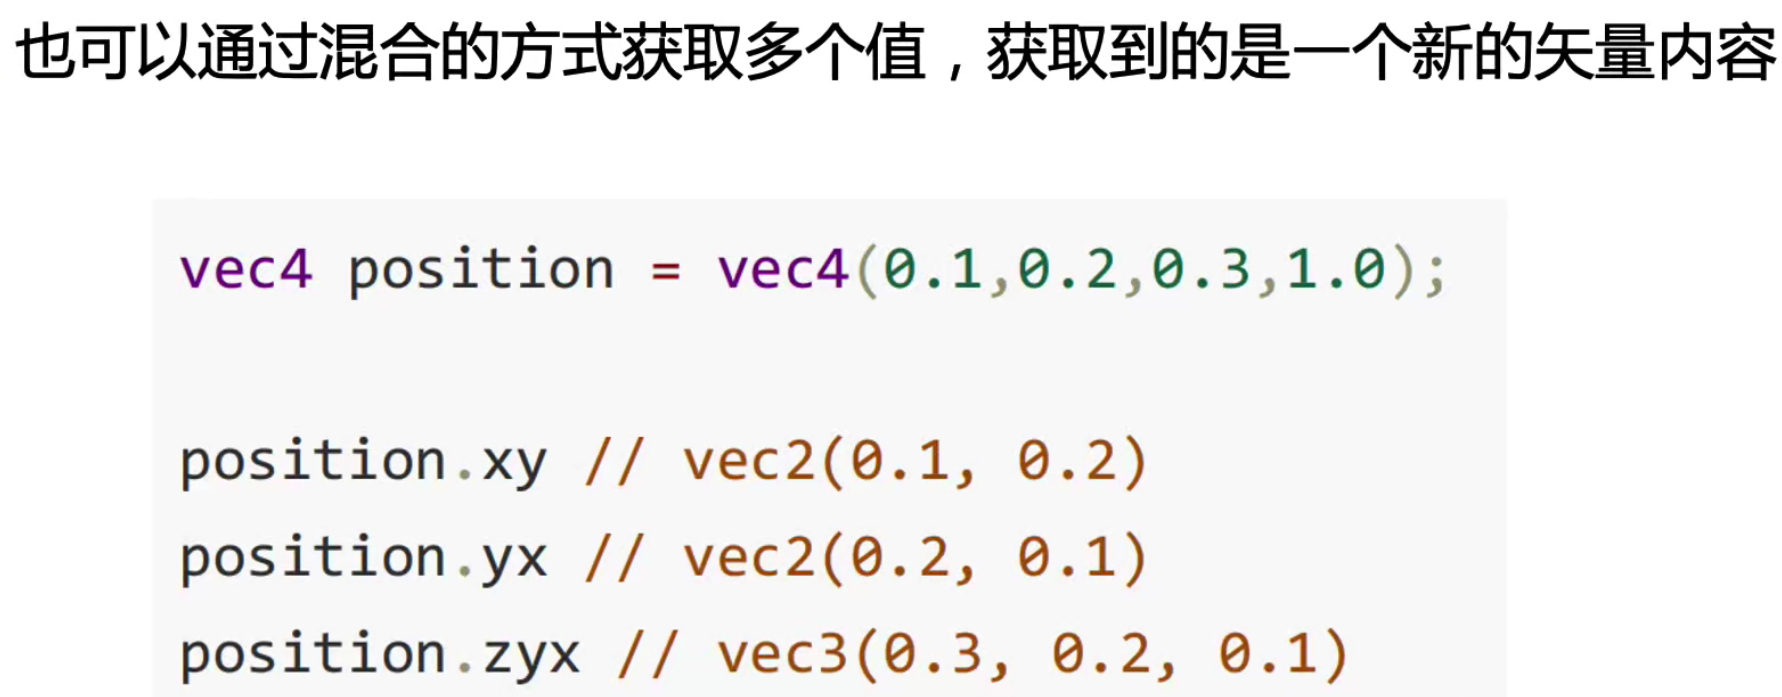 也可以通过混合的方式获取多个值，获取到的是一个新的矢量内容
vec4 position = vec4(0.1,0.2,0.3,1.0);
position.xy // vec2(0.1, 0.2)
position.yx // vec2(0.2, 0.1)
position.zyx // vec3(0.3, 0.2, 0.1)